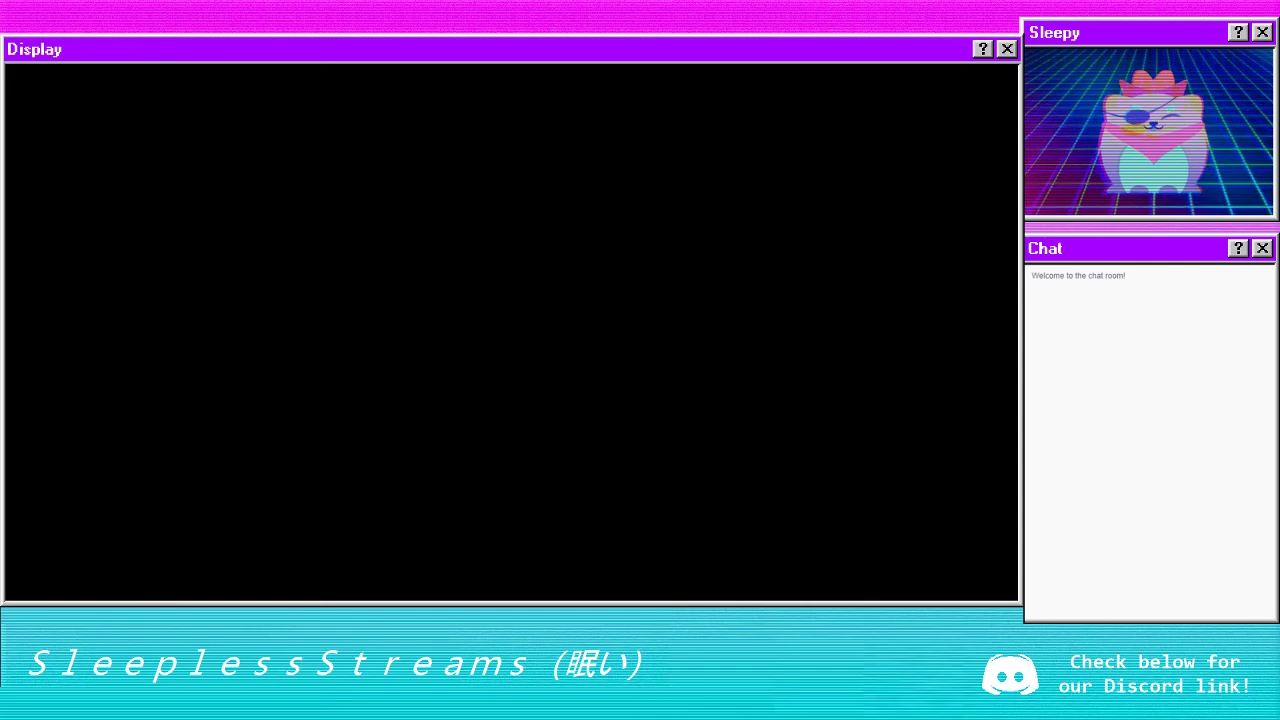 Display
Sleepy
Chat
Welcome to the chat room!
SleeplessStreams (眠い)
Check below for
our Discord link!